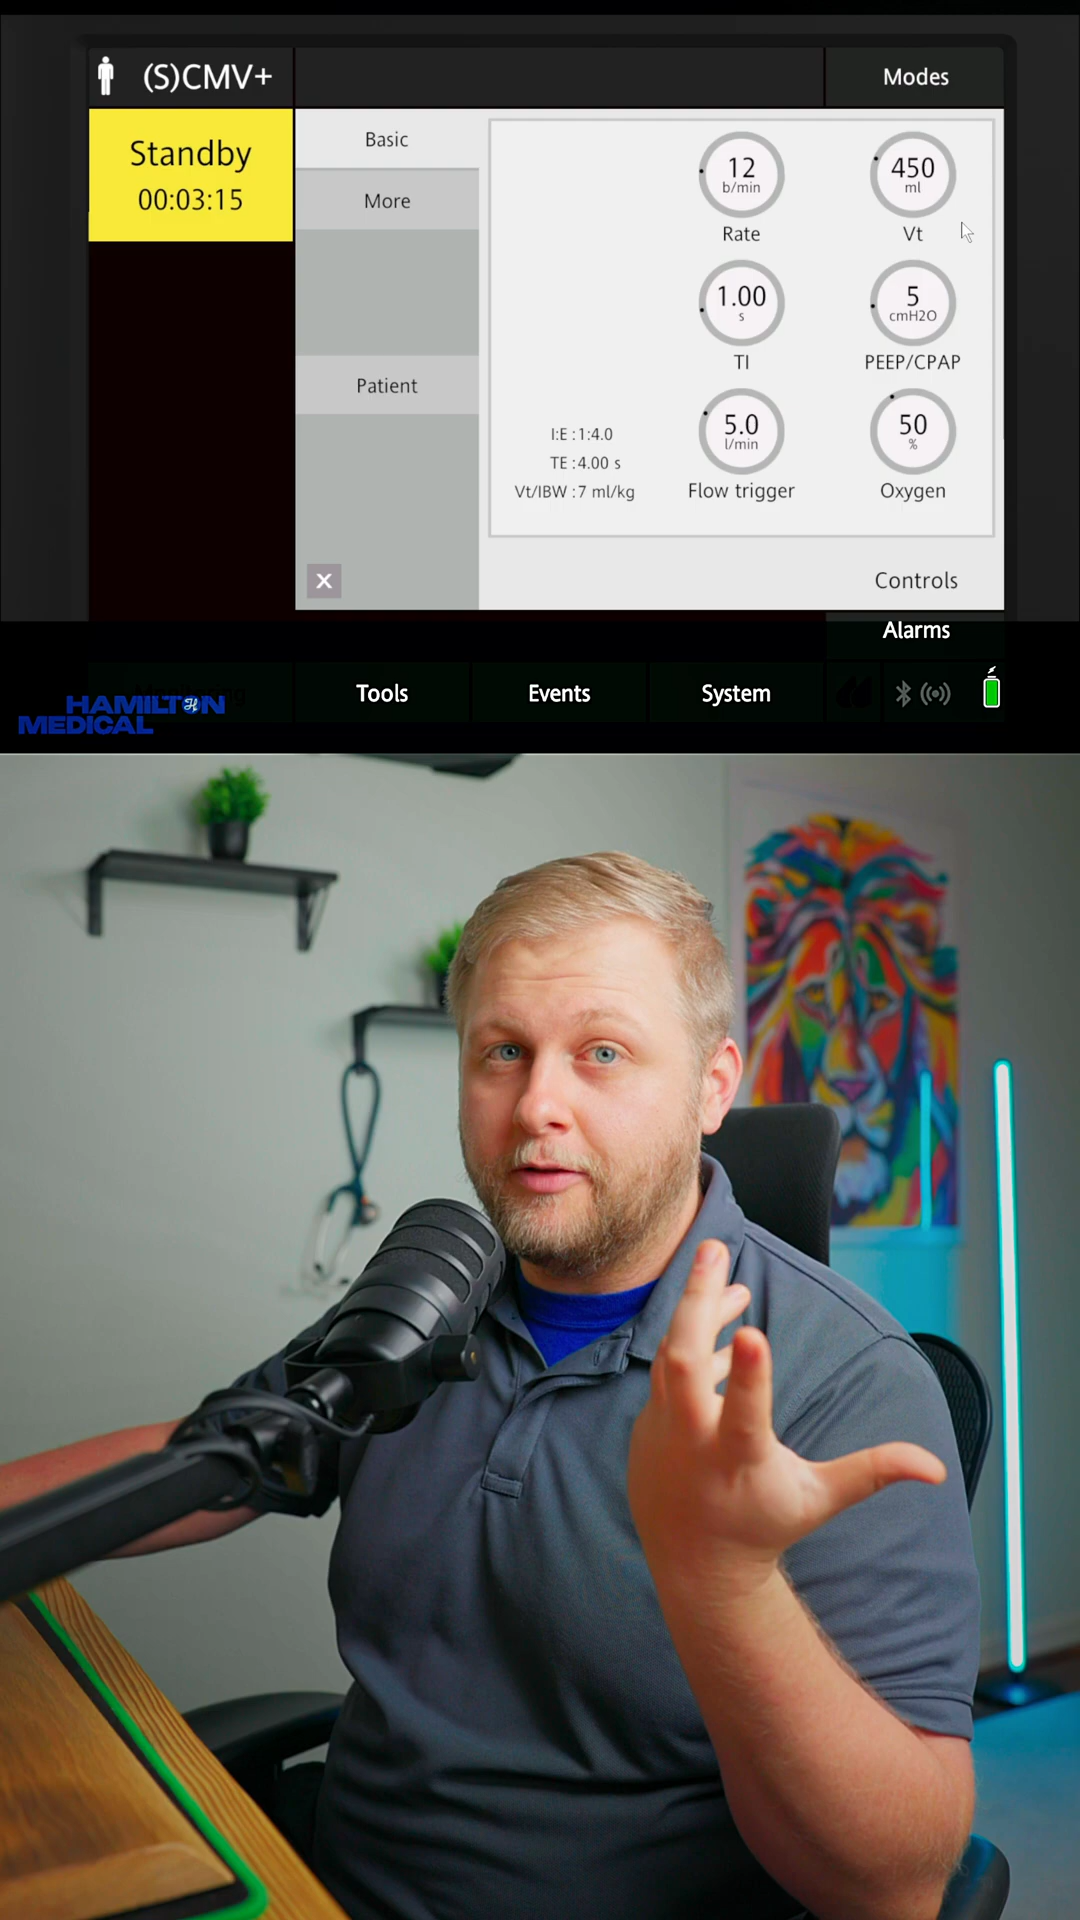 (S)CMV+
Modes
Standby
00:03:15
Basic
More
Patient
X
12
b/min
Rate
450
ml
Vt
1.00
s
TI
5
cmH2O
PEEP/CPAP
5.0
l/min
Flow trigger
50
%
Oxygen
I:E : 1:4.0
TE : 4.00 s
Vt/IBW : 7 ml/kg
Controls
Alarms
Tools
Events
System
HAMILTON
MEDICAL